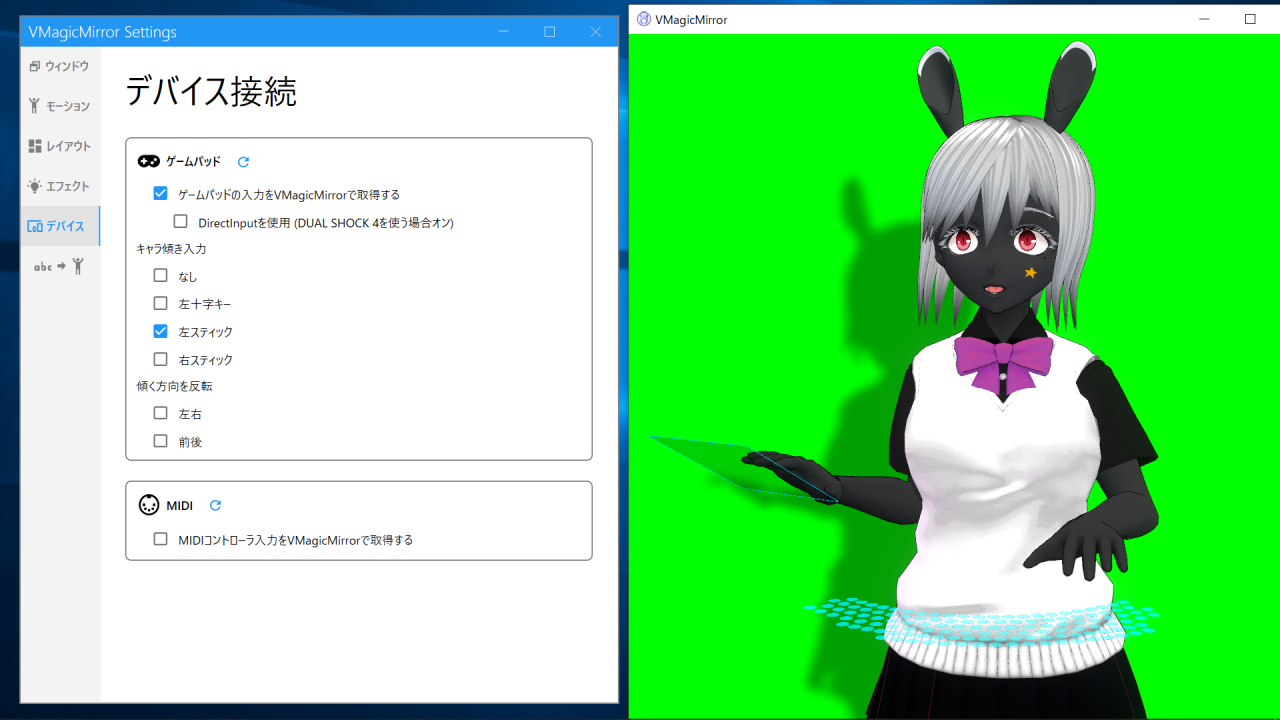 VMagicMirror Settings
ウィンドウ
モーション
レイアウト
エフェクト
デバイス
abc
デバイス接続
ゲームパッド
ゲームパッドの入力をVMagicMirrorで取得する
DirectInputを使用 (DUAL SHOCK 4を使う場合オン)
キャラ傾き入力
なし
左十字キー
左スティック
右スティック
傾く方向を反転
左右
前後
MIDI
MIDIコントローラ入力をVMagicMirrorで取得する
VMagicMirror